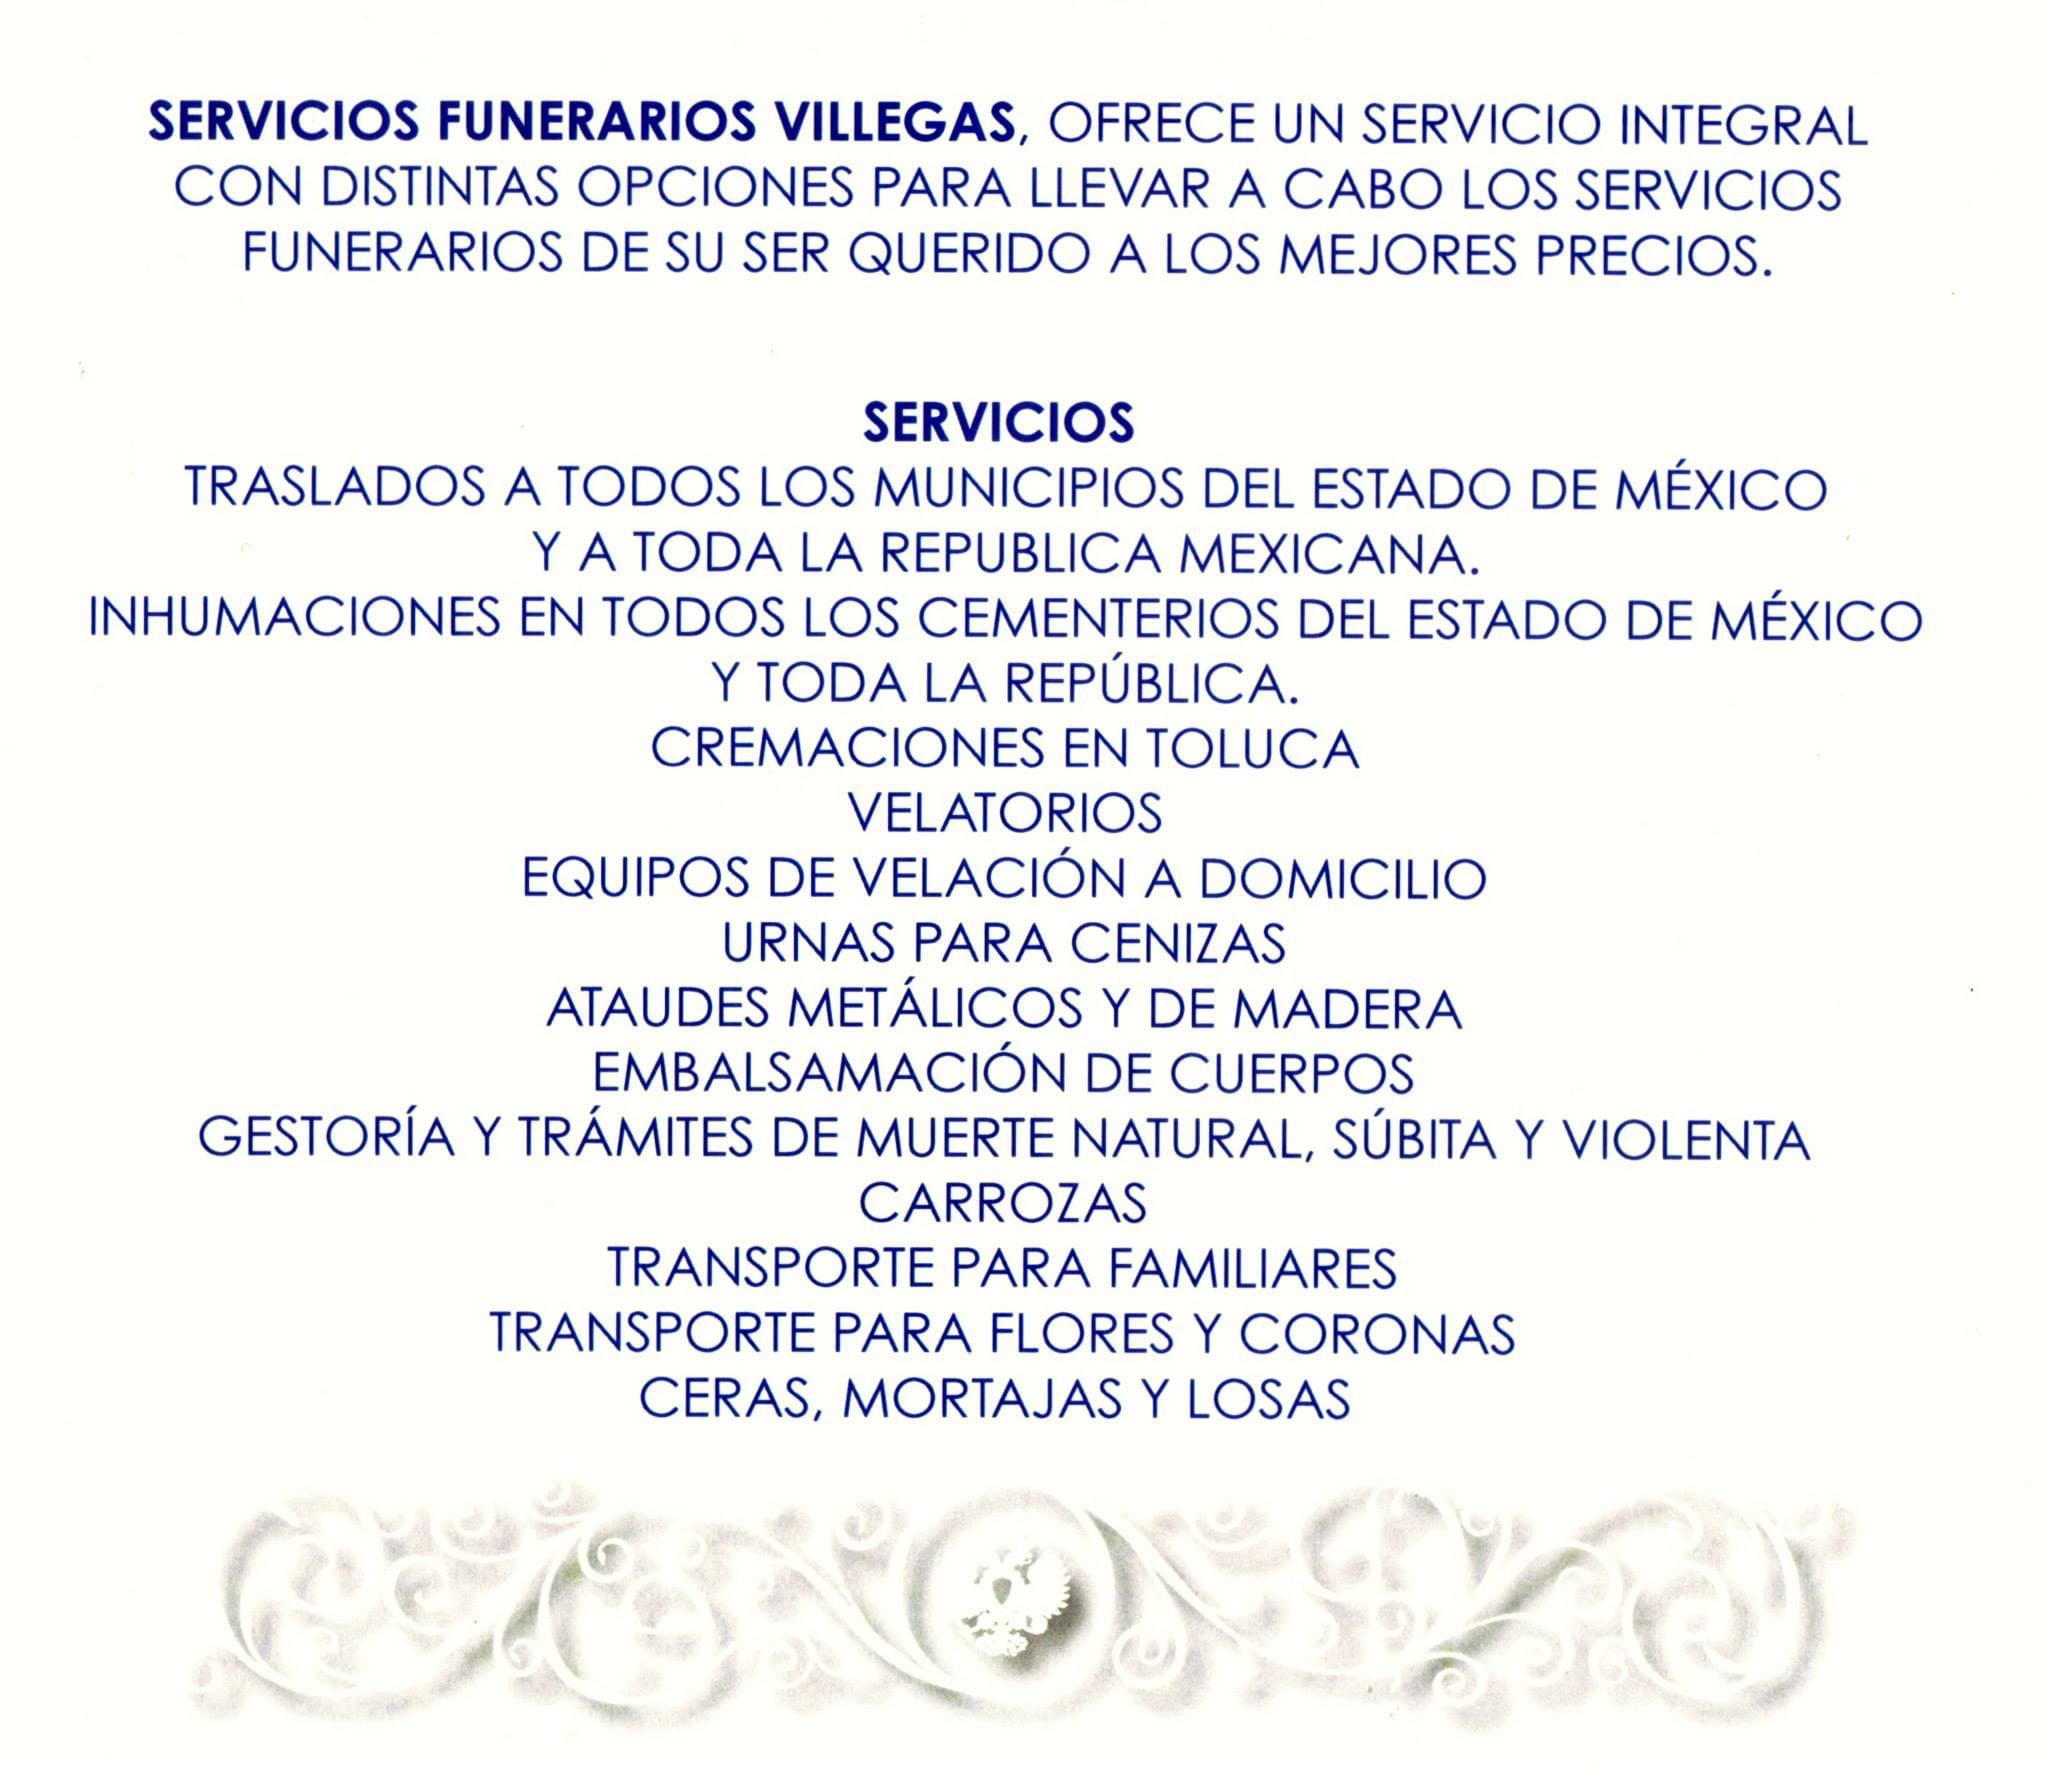 SERVICIOS FUNERARIOS VILLEGAS, OFRECE UN SERVICIO INTEGRAL
CON DISTINTAS OPCIONES PARA LLEVAR A CABO LOS SERVICIOS
FUNERARIOS DE SU SER QUERIDO A LOS MEJORES PRECIOS.
SERVICIOS
TRASLADOS A TODOS LOS MUNICIPIOS DEL ESTADO DE MÉXICO
Y A TODA LA REPUBLICA MEXICANA.
INHUMACIONES EN TODOS LOS CEMENTERIOS DEL ESTADO DE MÉXICO
Y TODA LA REPÚBLICA.
CREMACIONES EN TOLUCA
VELATORIOS
EQUIPOS DE VELACIÓN A DOMICILIO
URNAS PARA CENIZAS
ATAUDES METÁLICOS Y DE MADERA
EMBALSAMACIÓN DE CUERPOS
GESTORÍA Y TRÁMITES DE MUERTE NATURAL, SÚBITA Y VIOLENTA
CARROZAS
TRANSPORTE PARA FAMILIARES
TRANSPORTE PARA FLORES Y CORONAS
CERAS, MORTAJAS Y LOSAS